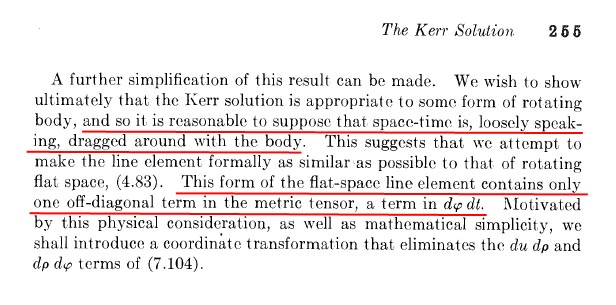 The Kerr Solution 255
A further simplification of this result can be made. We wish to show
ultimately that the Kerr solution is appropriate to some form of rotating
body, and so it is reasonable to suppose that space-time is, loosely speak-
ing, dragged around with the body. This suggests that we attempt to
make the line element formally as similar as possible to that of rotating
flat space, (4.83). This form of the flat-space line element contains only
one off-diagonal term in the metric tensor, a term in dφ dt. Motivated
by this physical consideration, as well as mathematical simplicity, we
shall introduce a coordinate transformation that eliminates the du dρ and
dρ dφ terms of (7.104).